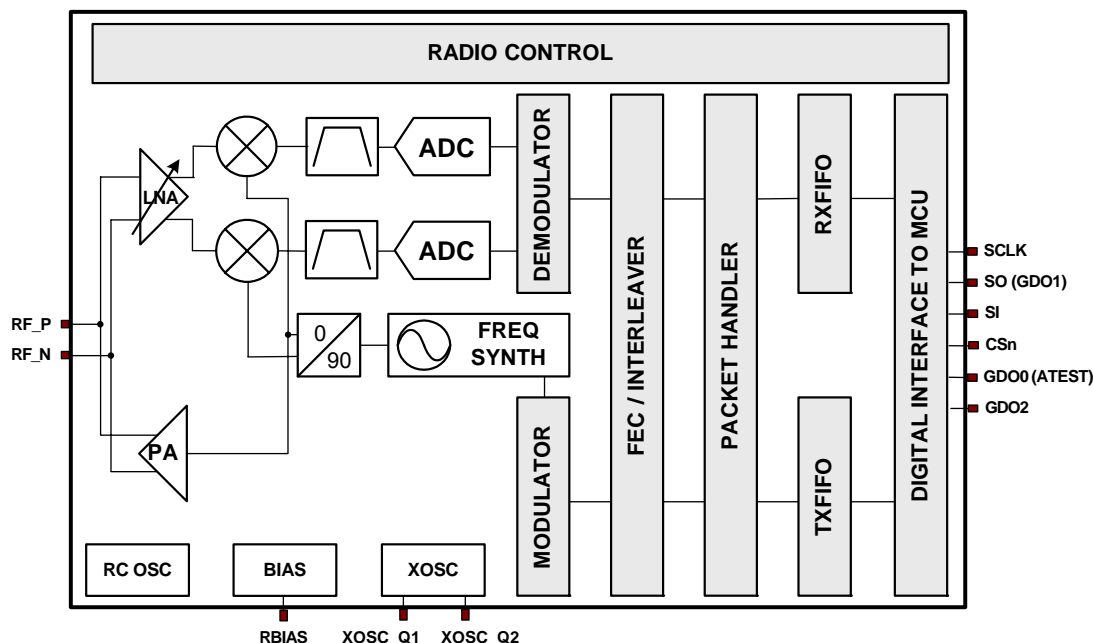 RADIO CONTROL
LNA
ADC
ADC
DEMODULATOR
FEC / INTERLEAVER
PACKET HANDLER
RXFIFO
DIGITAL INTERFACE TO MCU
SCLK
SO (GDO1)
SI
CSn
GDO0 (ATEST)
GDO2
RF_P
RF_N
0
90
FREQ
SYNTH
PA
MODULATOR
TXFIFO
RC OSC
BIAS
XOSC
RBIAS
XOSC_Q1
XOSC_Q2